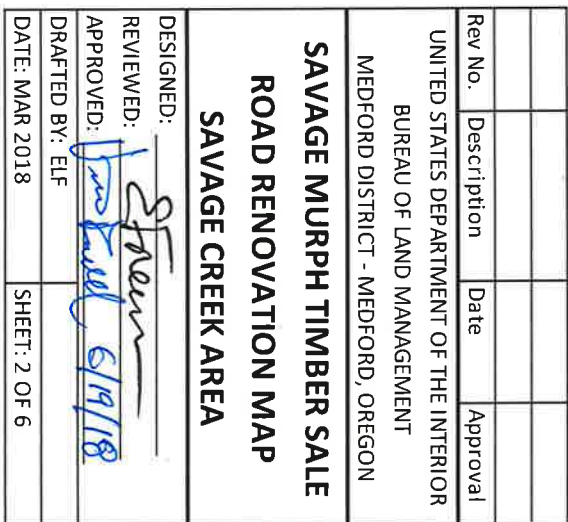 Rev No. Description Date Approval
UNITED STATES DEPARTMENT OF THE INTERIOR
BUREAU OF LAND MANAGEMENT
MEDFORD DISTRICT - MEDFORD, OREGON
SAVAGE MURPH TIMBER SALE
ROAD RENOVATION MAP
SAVAGE CREEK AREA
DESIGNED:
REVIEWED:
APPROVED: 6/19/18
DRAFTED BY: ELF
DATE: MAR 2018 SHEET: 2 OF 6